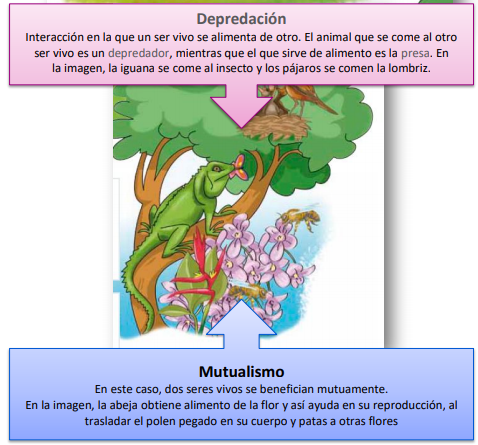 Depredación
Interacción en la que un ser vivo se alimenta de otro. El animal que se come al otro
ser vivo es un depredador, mientras que el que sirve de alimento es la presa. En
la imagen, la iguana se come al insecto y los pájaros se comen la lombriz.
Mutualismo
En este caso, dos seres vivos se benefician mutuamente.
En la imagen, la abeja obtiene alimento de la flor y así ayuda en su reproducción, al
trasladar el polen pegado en su cuerpo y patas a otras flores